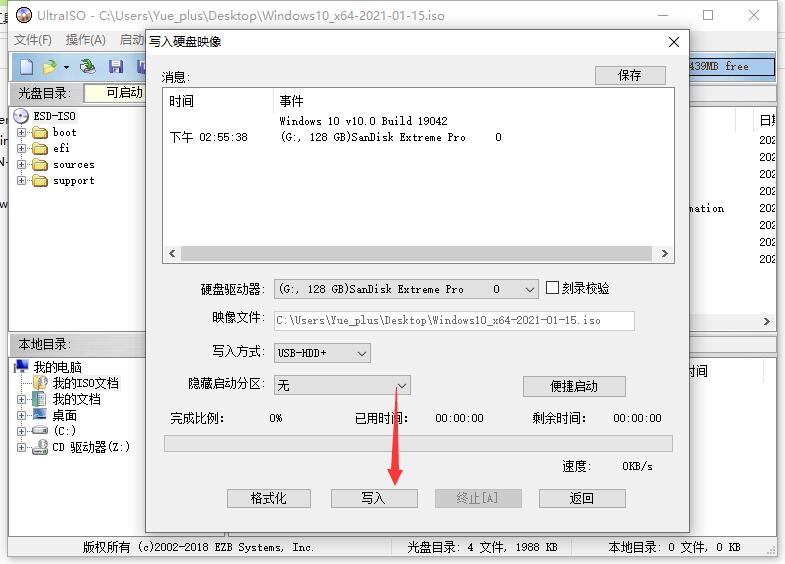 UltraISO - C:\Users\Yue_plus\Desktop\Windows10_x64-2021-01-15.iso
文件(F) 操作(A) 启动
写入硬盘映像
439MB free
光盘目录: 可启动
ESD-ISO
boot
efi
sources
support
消息:
保存
时间 事件
Windows 10 v10.0 Build 19042
下午 02:55:38 (G:, 128 GB)SanDisk Extreme Pro 0
日期
202
202
202
202
mation 202
202
202
202
硬盘驱动器: (G:, 128 GB)SanDisk Extreme Pro 0 刻录校验
映像文件: C:\Users\Yue_plus\Desktop\Windows10_x64-2021-01-15.iso
写入方式: USB-HDD+
隐藏启动分区: 无 便捷启动
完成比例: 0% 已用时间: 00:00:00 剩余时间: 00:00:00
速度: 0KB/s
格式化 写入 终止[A] 返回
本地目录:
我的电脑
我的ISO文档
我的文档
桌面
(C:)
CD 驱动器(Z:)
时间
版权所有 (c)2002-2018 EZB Systems, Inc. 光盘目录: 4 文件, 1988 KB 本地目录: 0 文件, 0 KB